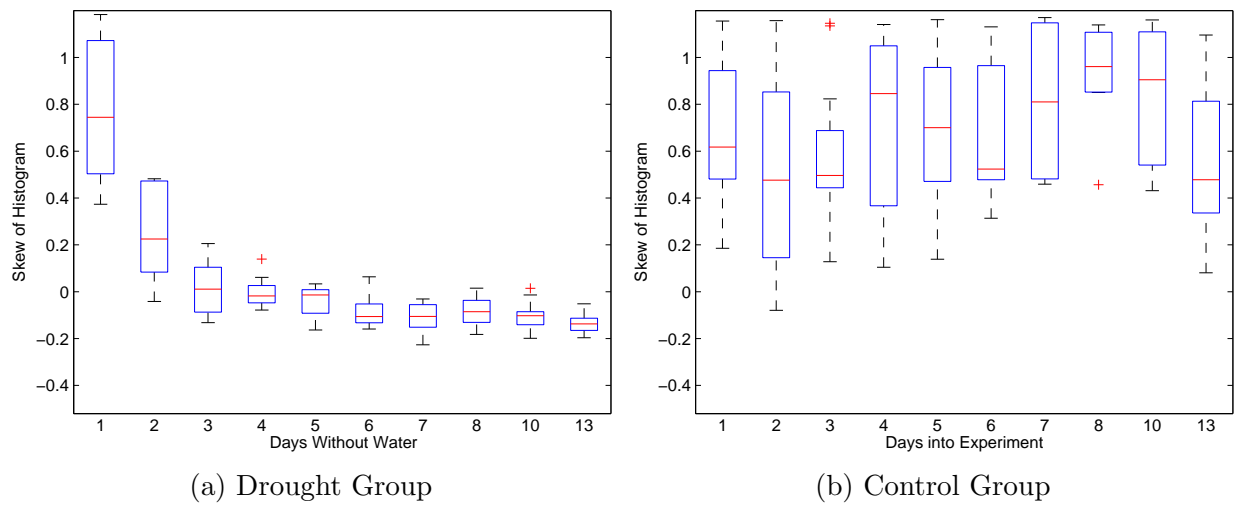 1
0.8
0.6
0.4
0.2
0
−0.2
−0.4
Skew of Histogram
1 2 3 4 5 6 7 8 10 13
Days Without Water
(a) Drought Group
1
0.8
0.6
0.4
0.2
0
−0.2
−0.4
Skew of Histogram
1 2 3 4 5 6 7 8 10 13
Days into Experiment
(b) Control Group